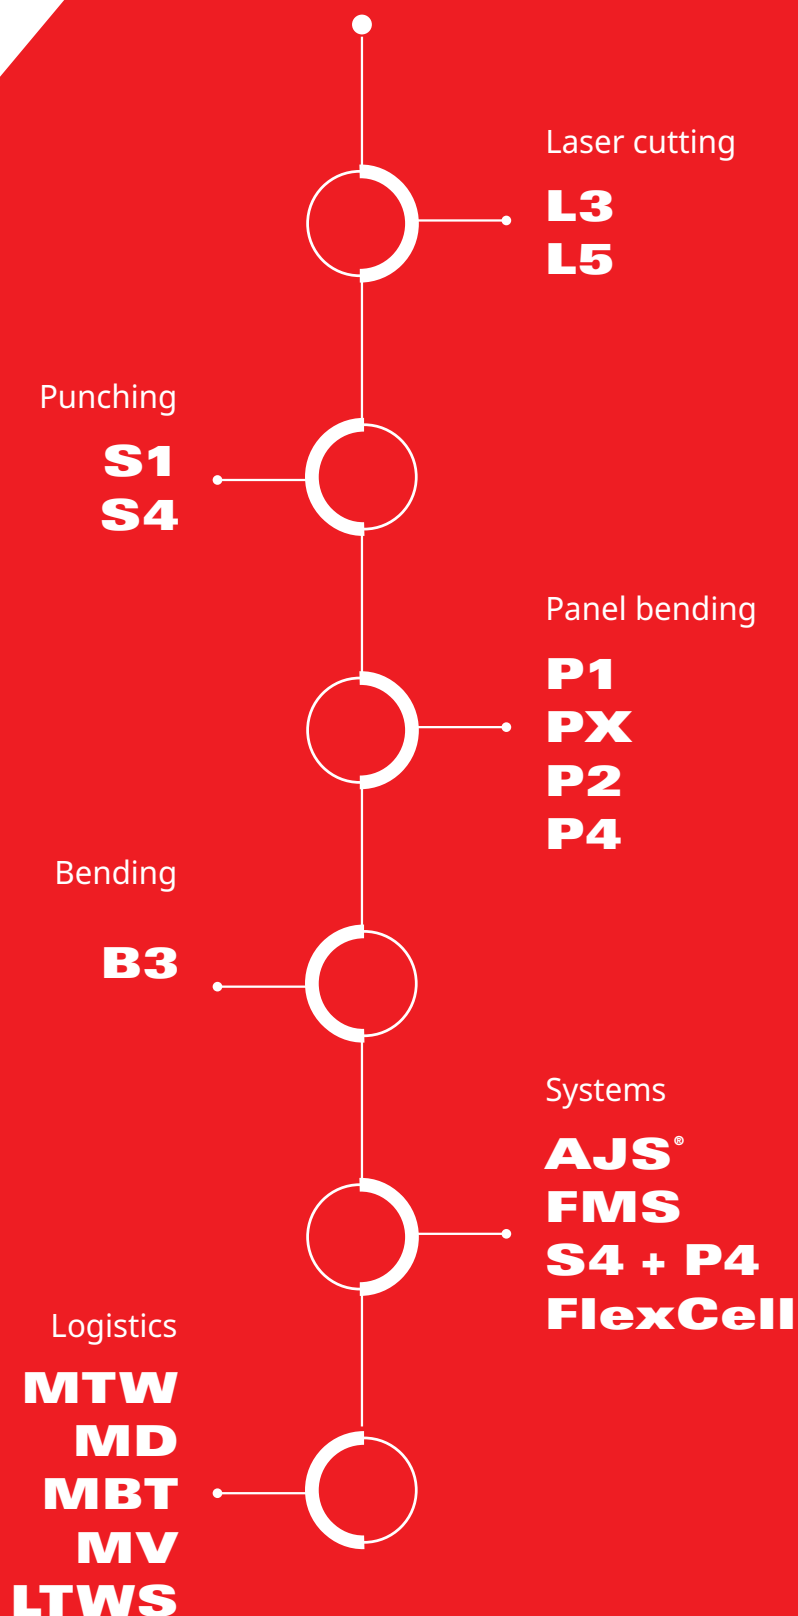 Laser cutting
L3
L5
Punching
S1
S4
Panel bending
P1
PX
P2
P4
Bending
B3
Systems
AJS®
FMS
S4 + P4
FlexCell
Logistics
MTW
MD
MBT
MV
LTWS